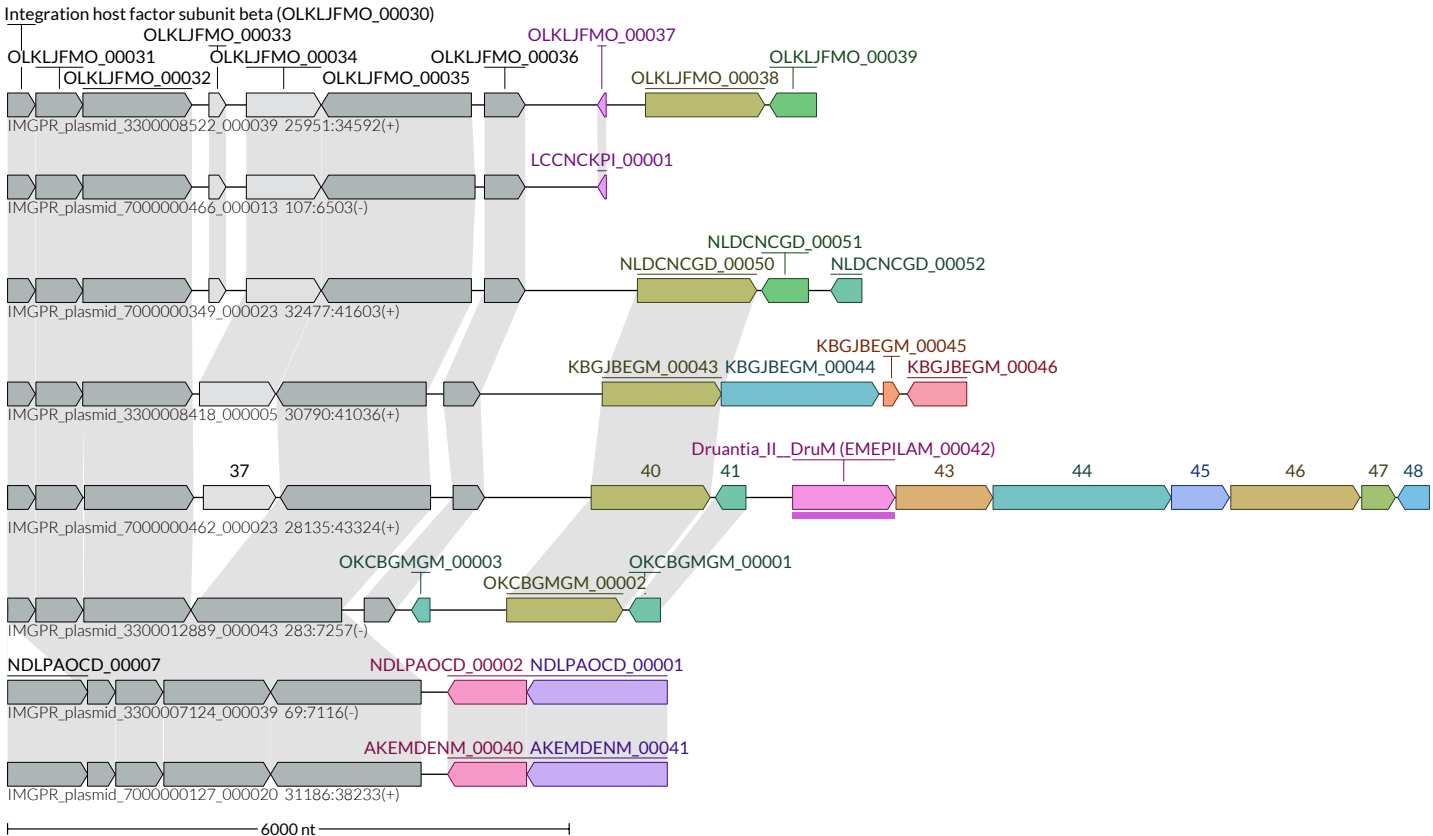 Integration host factor subunit beta (OLKLJFMO_00030)
OLKLJFMO_00033 OLKLJFMO_00037
OLKLJFMO_00031 OLKLJFMO_00034 OLKLJFMO_00036 OLKLJFMO_00039
OLKLJFMO_00032 OLKLJFMO_00035 OLKLJFMO_00038
IMGPR_plasmid_3300008522_000039 25951:34592(+)
LCCNCKPI_00001
IMGPR_plasmid_7000000466_000013 107:6503(-)
NLDCNCGD_00051
NLDCNCGD_00050 NLDCNCGD_00052
IMGPR_plasmid_7000000349_000023 32477:41603(+)
KBGJBEGM_00045
KBGJBEGM_00043 KBGJBEGM_00044 KBGJBEGM_00046
IMGPR_plasmid_3300008418_000005 30790:41036(+)
Druantia_II__DruM (EMEPILAM_00042)
37 40 41 43 44 45 46 47 48
IMGPR_plasmid_7000000462_000023 28135:43324(+)
OKCBGMGM_00003 OKCBGMGM_00001
OKCBGMGM_00002
IMGPR_plasmid_3300012889_000043 283:7257(-)
NDLPAOCD_00007 NDLPAOCD_00002 NDLPAOCD_00001
IMGPR_plasmid_3300007124_000039 69:7116(-)
AKEMDENM_00040 AKEMDENM_00041
IMGPR_plasmid_7000000127_000020 31186:38233(+)
6000 nt